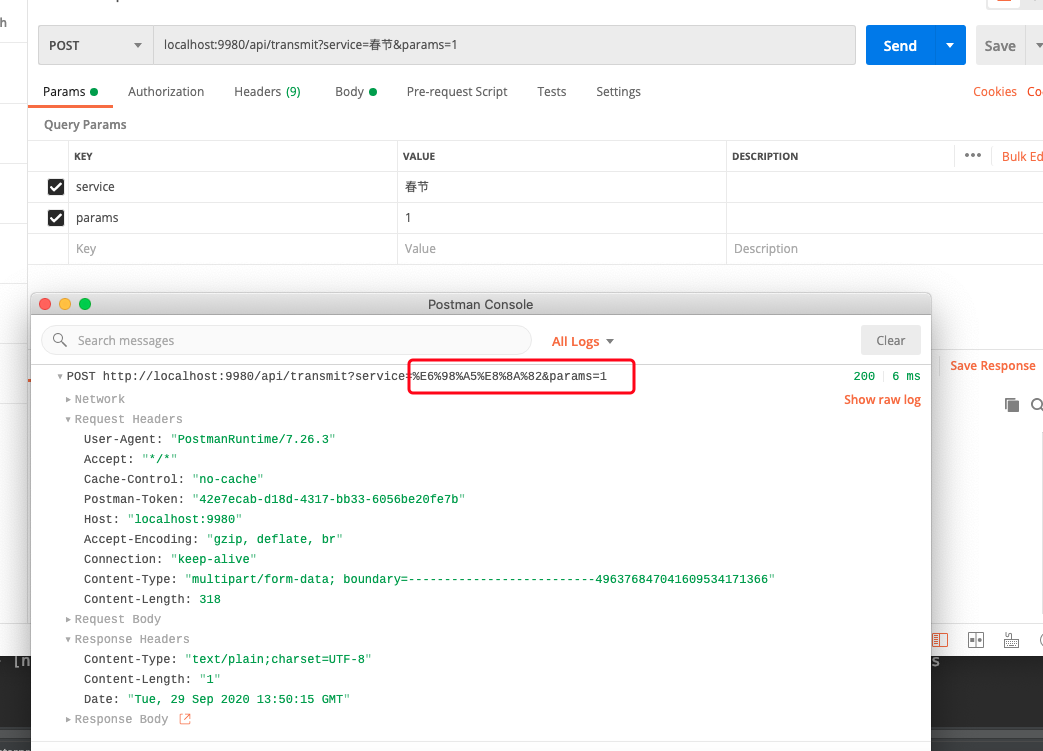 h
POST localhost:9980/api/transmit?service=春节&params=1 Send Save
Params Authorization Headers (9) Body Pre-request Script Tests Settings Cookies Co
Query Params
KEY VALUE DESCRIPTION ••• Bulk Ed
service 春节
params 1
Key Value Description
Postman Console
Search messages All Logs Clear
POST http://localhost:9980/api/transmit?service=%E6%98%A5%E8%8A%82&params=1 200 6 ms
Save Response
Network Show raw log
Request Headers
User-Agent: "PostmanRuntime/7.26.3"
Accept: "*/*"
Cache-Control: "no-cache"
Postman-Token: "42e7ecab-d18d-4317-bb33-6056be20fe7b"
Host: "localhost:9980"
Accept-Encoding: "gzip, deflate, br"
Connection: "keep-alive"
Content-Type: "multipart/form-data; boundary=--------------------------496376847041609534171366"
Content-Length: 318
Request Body
Response Headers
Content-Type: "text/plain;charset=UTF-8"
[n
s
Content-Length: "1"
Date: "Tue, 29 Sep 2020 13:50:15 GMT"
Response Body